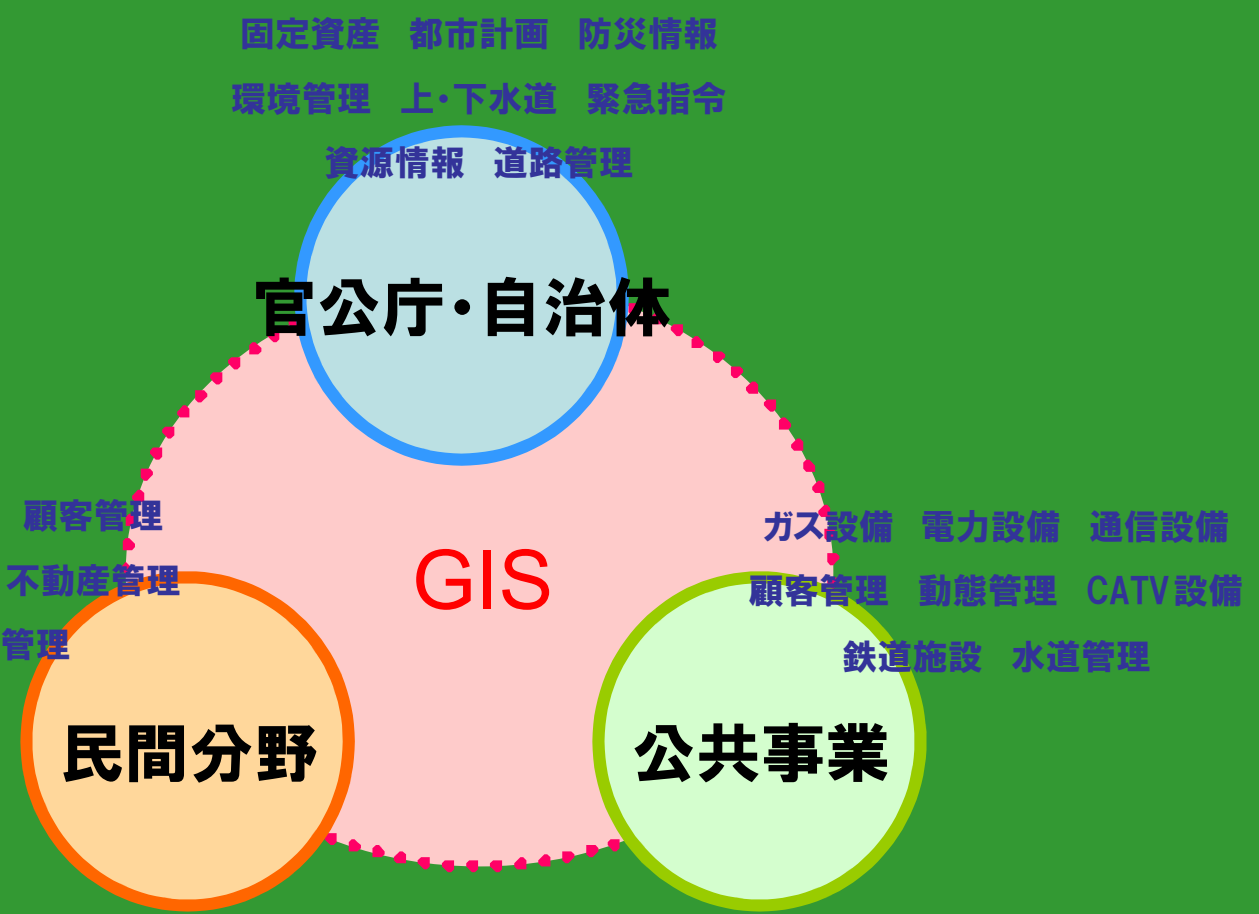 固定資産 都市計画 防災情報
環境管理 上・下水道 緊急指令
資源情報 道路管理
官公庁・自治体
顧客管理
不動産管理
管理
GIS
ガス設備 電力設備 通信設備
顧客管理 動態管理 CATV設備
鉄道施設 水道管理
民間分野
公共事業